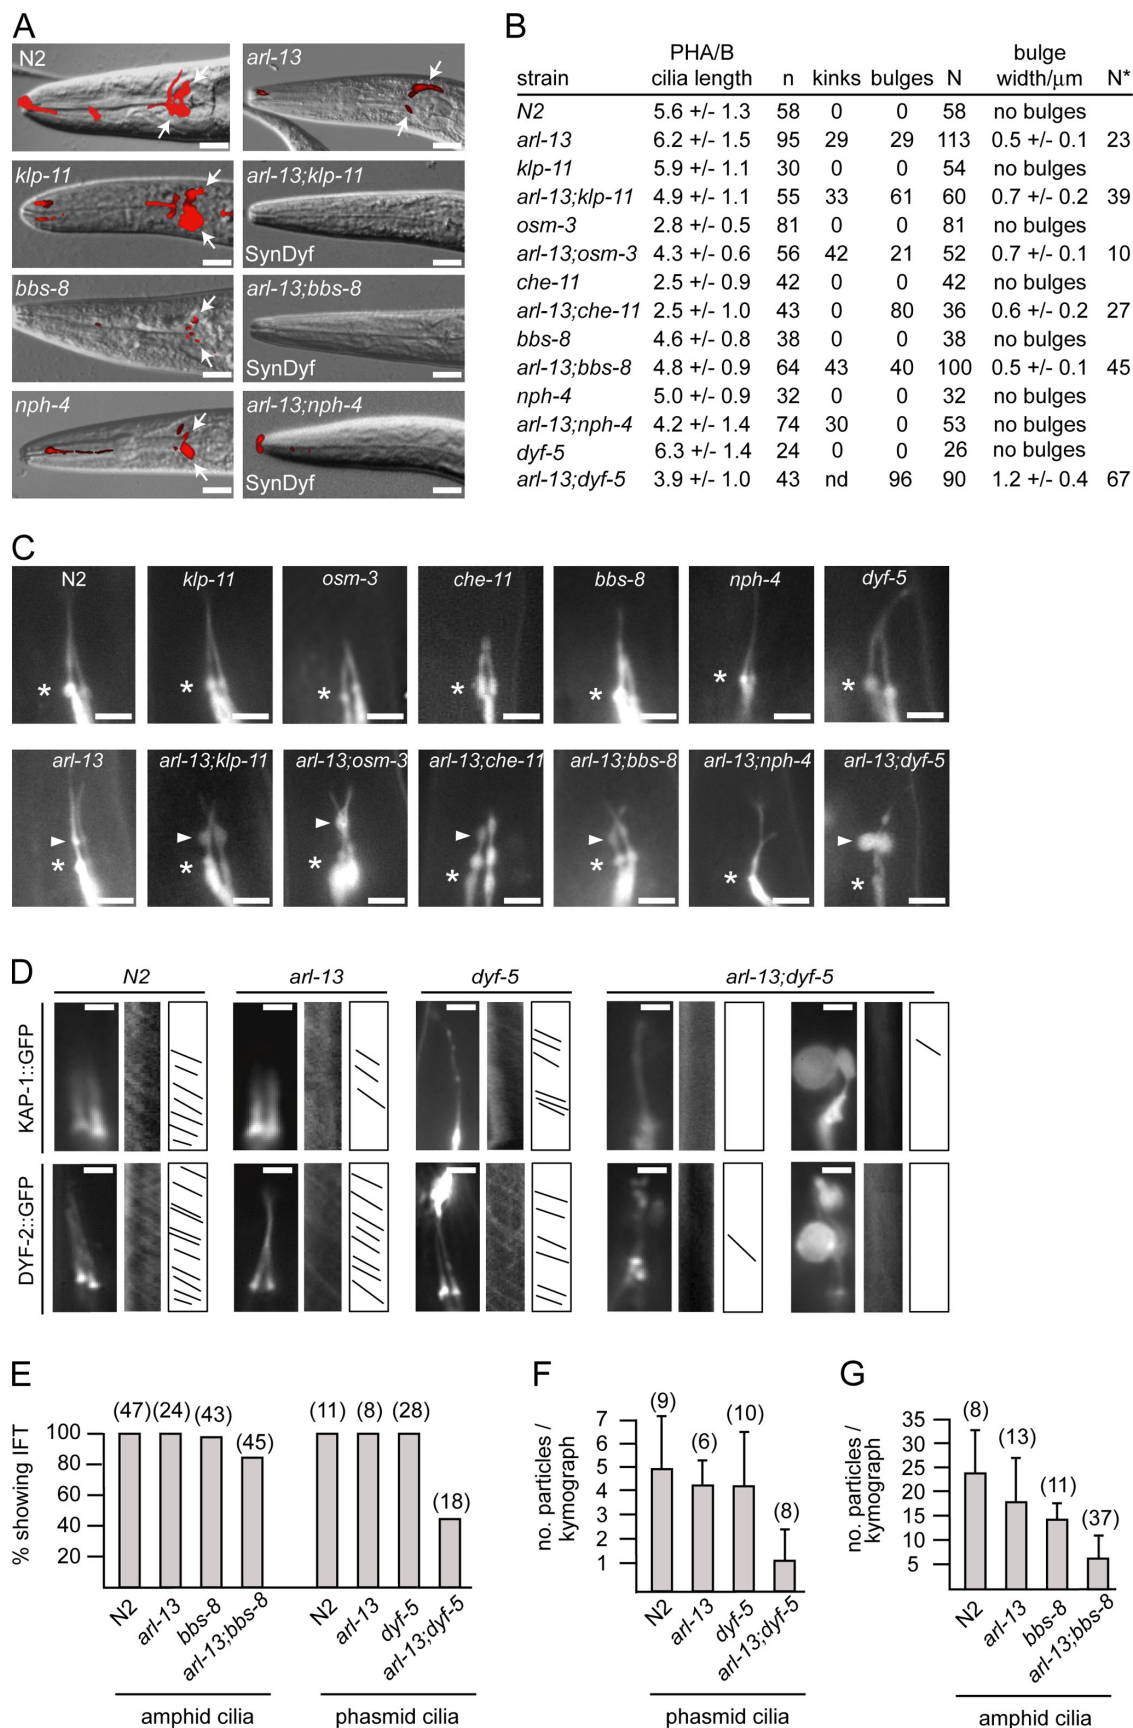 A
N2
arl-13
klp-11
arl-13;klp-11
SynDyf
bbs-8
arl-13;bbs-8
SynDyf
nph-4
arl-13;nph-4
SynDyf
B
PHA/B bulge
strain cilia length n kinks bulges N width/μm N*
N2 5.6 +/- 1.3 58 0 0 58 no bulges
arl-13 6.2 +/- 1.5 95 29 29 113 0.5 +/- 0.1 23
klp-11 5.9 +/- 1.1 30 0 0 54 no bulges
arl-13;klp-11 4.9 +/- 1.1 55 33 61 60 0.7 +/- 0.2 39
osm-3 2.8 +/- 0.5 81 0 0 81 no bulges
arl-13;osm-3 4.3 +/- 0.6 56 42 21 52 0.7 +/- 0.1 10
che-11 2.5 +/- 0.9 42 0 0 42 no bulges
arl-13;che-11 2.5 +/- 1.0 43 0 80 36 0.6 +/- 0.2 27
bbs-8 4.6 +/- 0.8 38 0 0 38 no bulges
arl-13;bbs-8 4.8 +/- 0.9 64 43 40 100 0.5 +/- 0.1 45
nph-4 5.0 +/- 0.9 32 0 0 32 no bulges
arl-13;nph-4 4.2 +/- 1.4 74 30 0 53 no bulges
dyf-5 6.3 +/- 1.4 24 0 0 26 no bulges
arl-13;dyf-5 3.9 +/- 1.0 43 nd 96 90 1.2 +/- 0.4 67
C
N2 klp-11 osm-3 che-11 bbs-8 nph-4 dyf-5
* * * * * * *
arl-13 arl-13;klp-11 arl-13;osm-3 arl-13;che-11 arl-13;bbs-8 arl-13;nph-4 arl-13;dyf-5
* * * * * * *
D
N2 arl-13 dyf-5 arl-13;dyf-5
KAP-1::GFP
DYF-2::GFP
E
% showing IFT
100
80
60
40
20
(47) (24) (43) (45) (11) (8) (28) (18)
N2 arl-13 bbs-8 arl-13;bbs-8 N2 arl-13 dyf-5 arl-13;dyf-5
amphid cilia phasmid cilia
F
no. particles /
kymograph
7
6
5
4
3
2
1
(9) (6) (10) (8)
N2 arl-13 dyf-5 arl-13;dyf-5
phasmid cilia
G
no. particles /
kymograph
35
30
25
20
15
10
5
(8) (13) (11) (37)
N2 arl-13 bbs-8 arl-13;bbs-8
amphid cilia